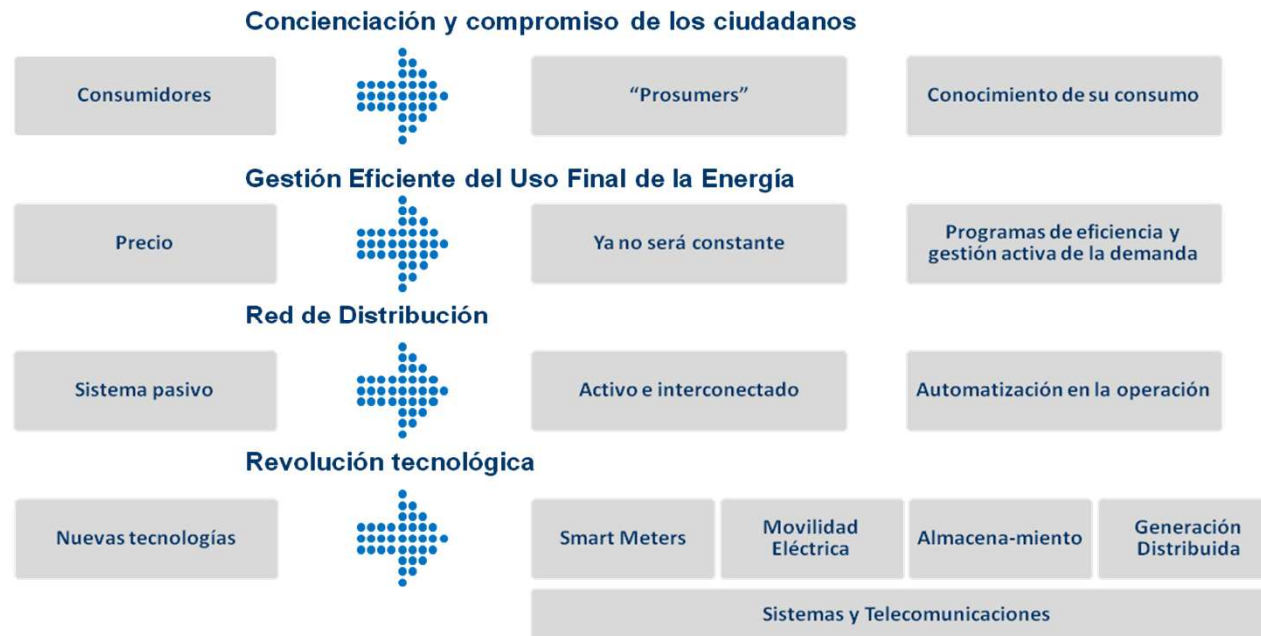 Concienciación y compromiso de los ciudadanos
Consumidores
“Prosumers”
Conocimiento de su consumo
Gestión Eficiente del Uso Final de la Energía
Precio
Ya no será constante
Programas de eficiencia y
gestión activa de la demanda
Red de Distribución
Sistema pasivo
Activo e interconectado
Automatización en la operación
Revolución tecnológica
Nuevas tecnologías
Smart Meters
Movilidad
Eléctrica
Almacena-miento
Generación
Distribuida
Sistemas y Telecomunicaciones